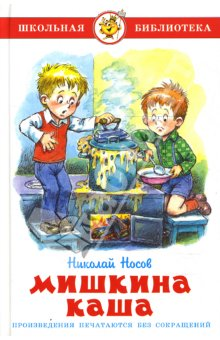 ШКОЛЬНАЯ БИБЛИОТЕКА
Николай Носов
МИШКИНА
КАША
ПРОИЗВЕДЕНИЯ ПЕЧАТАЮТСЯ БЕЗ СОКРАЩЕНИЙ